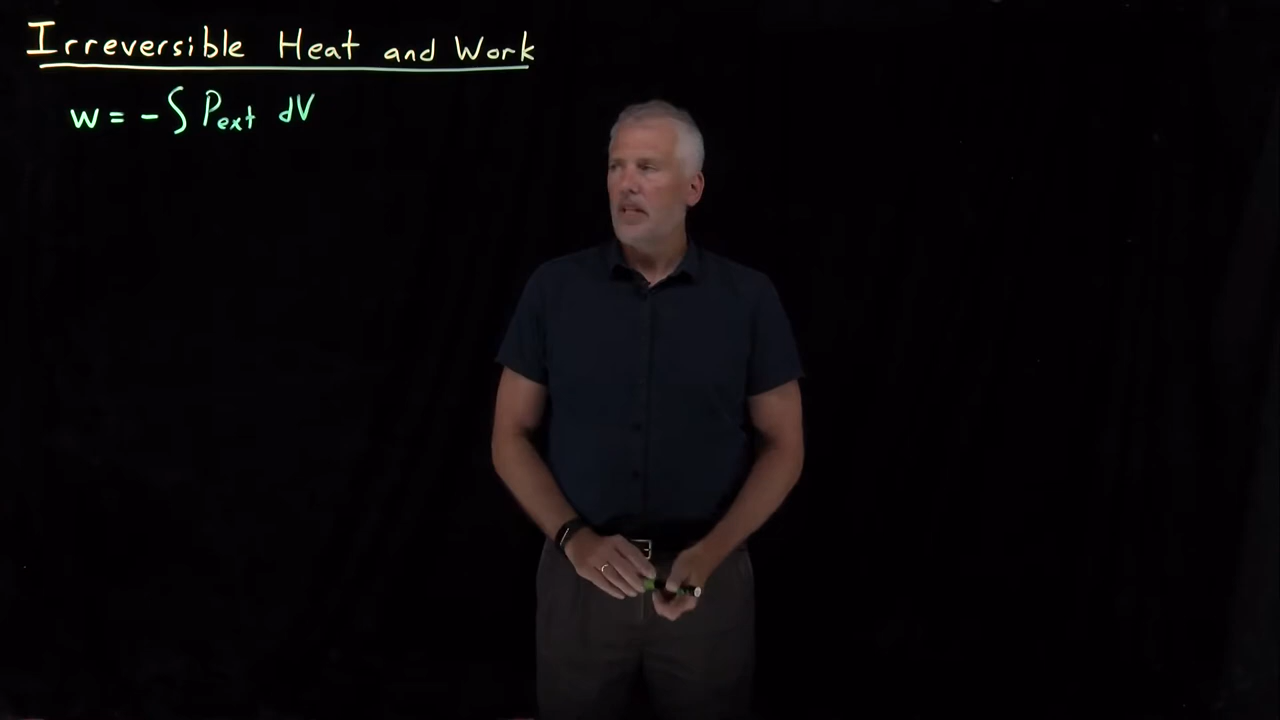 Irreversible Heat and Work
w = - ∫ Pext dV